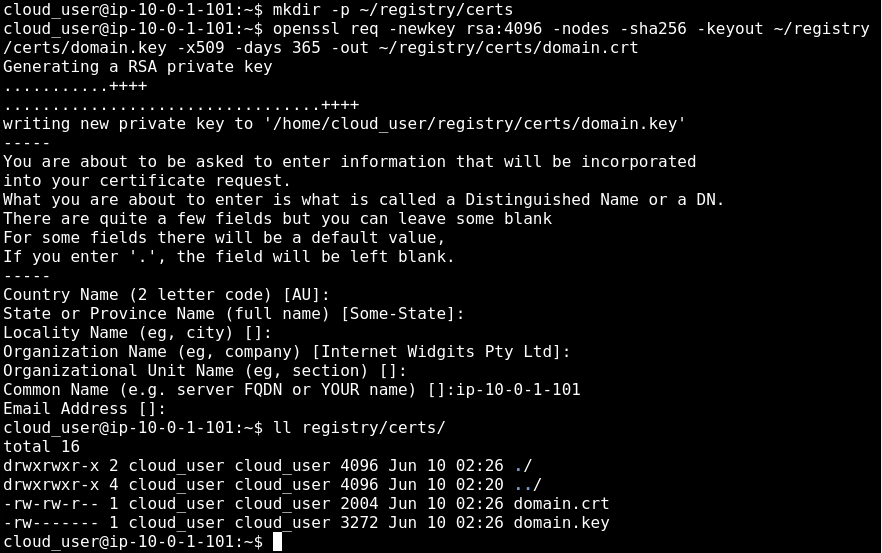 cloud_user@ip-10-0-1-101:~$ mkdir -p ~/registry/certs
cloud_user@ip-10-0-1-101:~$ openssl req -newkey rsa:4096 -nodes -sha256 -keyout ~/registry
/certs/domain.key -x509 -days 365 -out ~/registry/certs/domain.crt
Generating a RSA private key
...........++++
.................................++++
writing new private key to '/home/cloud_user/registry/certs/domain.key'
-----
You are about to be asked to enter information that will be incorporated
into your certificate request.
What you are about to enter is what is called a Distinguished Name or a DN.
There are quite a few fields but you can leave some blank
For some fields there will be a default value,
If you enter '.', the field will be left blank.
-----
Country Name (2 letter code) [AU]:
State or Province Name (full name) [Some-State]:
Locality Name (eg, city) []:
Organization Name (eg, company) [Internet Widgits Pty Ltd]:
Organizational Unit Name (eg, section) []:
Common Name (e.g. server FQDN or YOUR name) []:ip-10-0-1-101
Email Address []:
cloud_user@ip-10-0-1-101:~$ ll registry/certs/
total 16
drwxrwxr-x 2 cloud_user cloud_user 4096 Jun 10 02:26 ./
drwxrwxr-x 4 cloud_user cloud_user 4096 Jun 10 02:20 ../
-rw-rw-r-- 1 cloud_user cloud_user 2004 Jun 10 02:26 domain.crt
-rw------- 1 cloud_user cloud_user 3272 Jun 10 02:26 domain.key
cloud_user@ip-10-0-1-101:~$